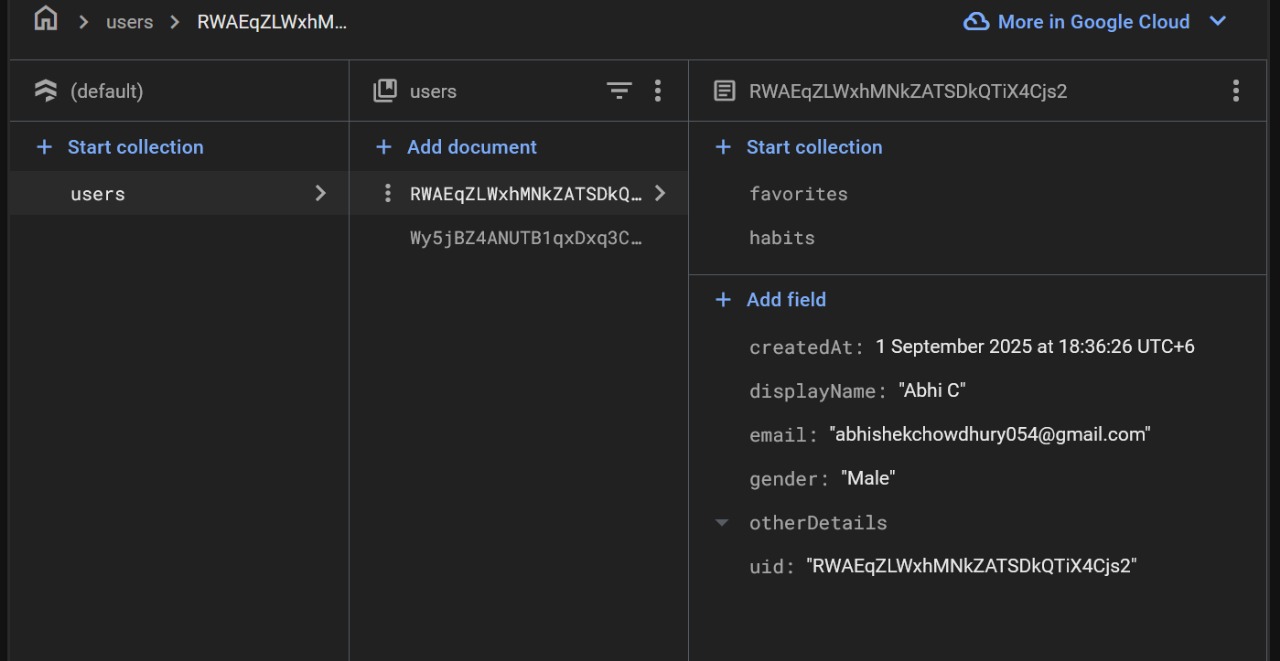 users RWAEqZLWxhM… More in Google Cloud
(default) users RWAEqZLWxhMNkZATSDkQTiX4Cjs2
+ Start collection + Add document + Start collection
users RWAEqZLWxhMNkZATSDkQ… favorites
Wy5jBZ4ANUTB1qxDxq3C… habits
+ Add field
createdAt: 1 September 2025 at 18:36:26 UTC+6
displayName: "Abhi C"
email: "abhishekchowdhury054@gmail.com"
gender: "Male"
otherDetails
uid: "RWAEqZLWxhMNkZATSDkQTiX4Cjs2"